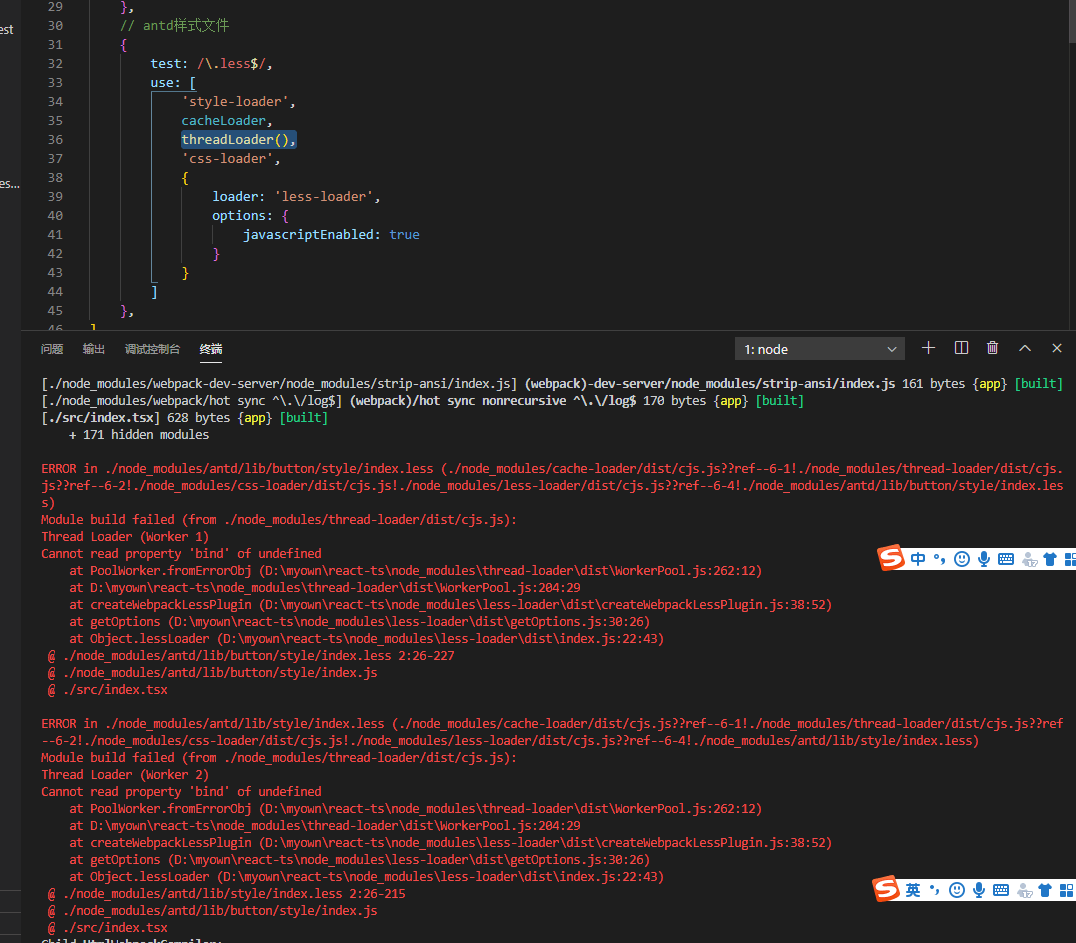 29 },
est
30 // antd样式文件
31 {
32 test: /\.less$/,
33 use: [
34 'style-loader',
35 cacheLoader,
36 threadLoader(),
37 'css-loader',
es...
38 {
39 loader: 'less-loader',
40 options: {
41 javascriptEnabled: true
42 }
43 }
44 ]
45 },
46 ]
问题 输出 调试控制台 终端 1: node
[./node_modules/webpack-dev-server/node_modules/strip-ansi/index.js] (webpack)-dev-server/node_modules/strip-ansi/index.js 161 bytes {app} [built]
[./node_modules/webpack/hot sync ^\.\/log$] (webpack)/hot sync nonrecursive ^\.\/log$ 170 bytes {app} [built]
[./src/index.tsx] 628 bytes {app} [built]
+ 171 hidden modules
ERROR in ./node_modules/antd/lib/button/style/index.less (./node_modules/cache-loader/dist/cjs.js??ref--6-1!./node_modules/thread-loader/dist/cjs.
js??ref--6-2!./node_modules/css-loader/dist/cjs.js!./node_modules/less-loader/dist/cjs.js??ref--6-4!./node_modules/antd/lib/button/style/index.les
s)
Module build failed (from ./node_modules/thread-loader/dist/cjs.js):
Thread Loader (Worker 1)
Cannot read property 'bind' of undefined
中
at PoolWorker.fromErrorObj (D:\myown\react-ts\node_modules\thread-loader\dist\WorkerPool.js:262:12)
at D:\myown\react-ts\node_modules\thread-loader\dist\WorkerPool.js:204:29
at createWebpackLessPlugin (D:\myown\react-ts\node_modules\less-loader\dist\createWebpackLessPlugin.js:38:52)
at getOptions (D:\myown\react-ts\node_modules\less-loader\dist\getOptions.js:30:26)
at Object.lessLoader (D:\myown\react-ts\node_modules\less-loader\dist\index.js:22:43)
@ ./node_modules/antd/lib/button/style/index.less 2:26-227
@ ./node_modules/antd/lib/button/style/index.js
@ ./src/index.tsx
ERROR in ./node_modules/antd/lib/style/index.less (./node_modules/cache-loader/dist/cjs.js??ref--6-1!./node_modules/thread-loader/dist/cjs.js??ref
--6-2!./node_modules/css-loader/dist/cjs.js!./node_modules/less-loader/dist/cjs.js??ref--6-4!./node_modules/antd/lib/style/index.less)
Module build failed (from ./node_modules/thread-loader/dist/cjs.js):
Thread Loader (Worker 2)
Cannot read property 'bind' of undefined
at PoolWorker.fromErrorObj (D:\myown\react-ts\node_modules\thread-loader\dist\WorkerPool.js:262:12)
at D:\myown\react-ts\node_modules\thread-loader\dist\WorkerPool.js:204:29
at createWebpackLessPlugin (D:\myown\react-ts\node_modules\less-loader\dist\createWebpackLessPlugin.js:38:52)
at getOptions (D:\myown\react-ts\node_modules\less-loader\dist\getOptions.js:30:26)
at Object.lessLoader (D:\myown\react-ts\node_modules\less-loader\dist\index.js:22:43)
英
@ ./node_modules/antd/lib/style/index.less 2:26-215
@ ./node_modules/antd/lib/button/style/index.js
@ ./src/index.tsx
Child HtmlWebpackCompiler: